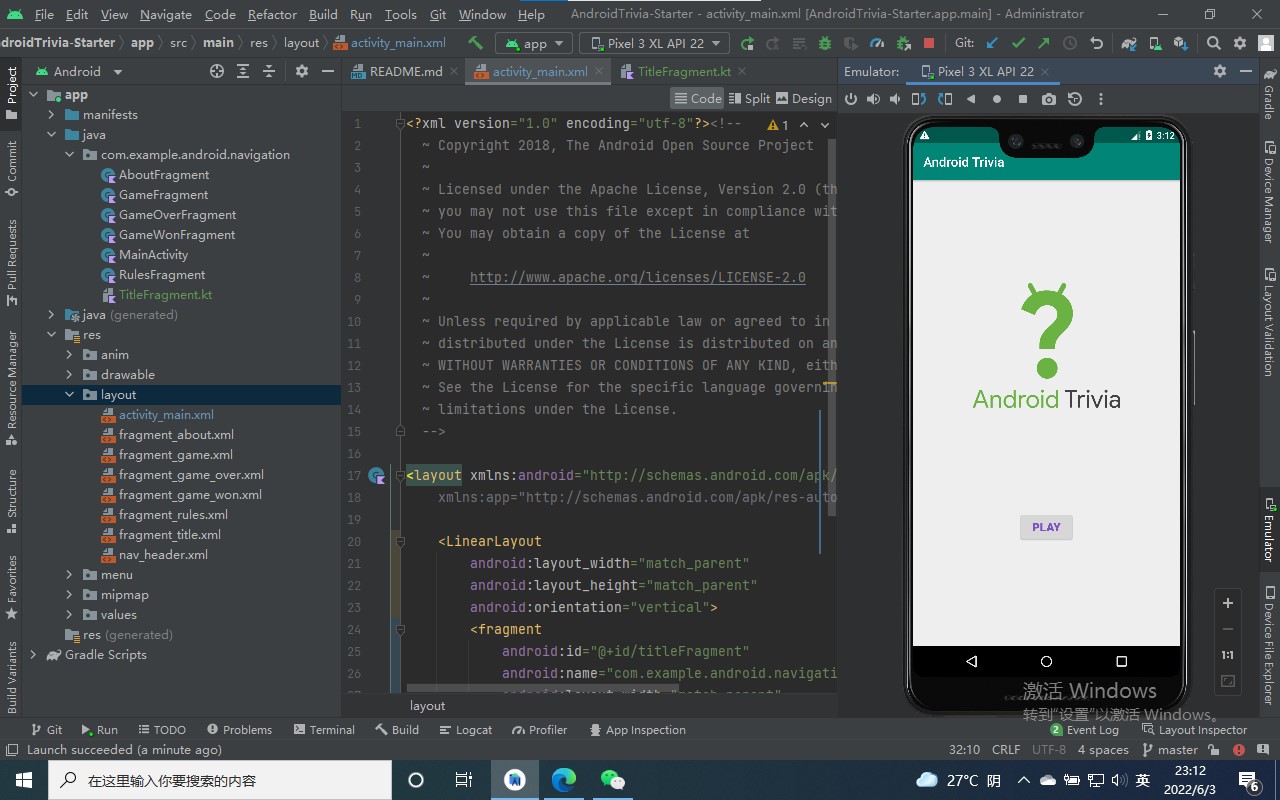 File Edit View Navigate Code Refactor Build Run Tools Git Window Help AndroidTrivia-Starter - activity_main.xml [AndroidTrivia-Starter.app.main] - Administrator
droidTrivia-Starter app src main res layout activity_main.xml app Pixel 3 XL API 22 Git:
Project
Commit
Pull Requests
Resource Manager
Structure
Favorites
Build Variants
Android
app
manifests
java
com.example.android.navigation
AboutFragment
GameFragment
GameOverFragment
GameWonFragment
MainActivity
RulesFragment
TitleFragment.kt
java (generated)
res
anim
drawable
layout
activity_main.xml
fragment_about.xml
fragment_game.xml
fragment_game_over.xml
fragment_game_won.xml
fragment_rules.xml
fragment_title.xml
nav_header.xml
menu
mipmap
values
res (generated)
Gradle Scripts
README.md activity_main.xml TitleFragment.kt
Code Split Design
1 <?xml version="1.0" encoding="utf-8"?><!-- 1
2 ~ Copyright 2018, The Android Open Source Project
3 ~
4 ~ Licensed under the Apache License, Version 2.0 (th
5 ~ you may not use this file except in compliance wit
6 ~ You may obtain a copy of the License at
7 ~
8 ~ http://www.apache.org/licenses/LICENSE-2.0
9 ~
10 ~ Unless required by applicable law or agreed to in
11 ~ distributed under the License is distributed on an
12 ~ WITHOUT WARRANTIES OR CONDITIONS OF ANY KIND, eith
13 ~ See the License for the specific language governin
14 ~ limitations under the License.
15 -->
16
17 <layout xmlns:android="http://schemas.android.com/apk/
18 xmlns:app="http://schemas.android.com/apk/res-auto
19
20 <LinearLayout
21 android:layout_width="match_parent"
22 android:layout_height="match_parent"
23 android:orientation="vertical">
24 <fragment
25 android:id="@+id/titleFragment"
26 android:name="com.example.android.navigati
layout
Emulator: Pixel 3 XL API 22
3:12
Android Trivia
Android Trivia
PLAY
1:1
激活 Windows
转到"设置"以激活 Windows。
Gradle
Device Manager
Layout Validation
Emulator
Device File Explorer
Git Run TODO Problems Terminal Build Logcat Profiler App Inspection 2 Event Log Layout Inspector
Launch succeeded (a minute ago) 32:10 CRLF UTF-8 4 spaces master
在这里输入你要搜索的内容 27°C 阴 英 23:12
2022/6/3 6